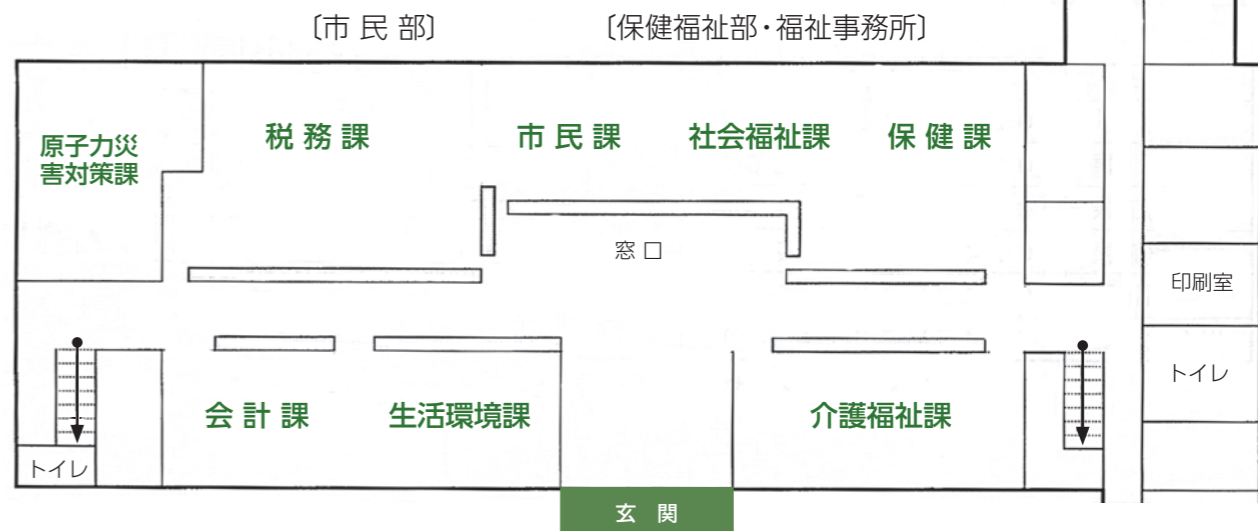 〔市 民 部〕
〔保健福祉部・福祉事務所〕
原子力災
害対策課
税 務 課
市 民 課
社会福祉課
保 健 課
窓 口
印刷室
トイレ
会 計 課
生活環境課
介護福祉課
トイレ
玄 関